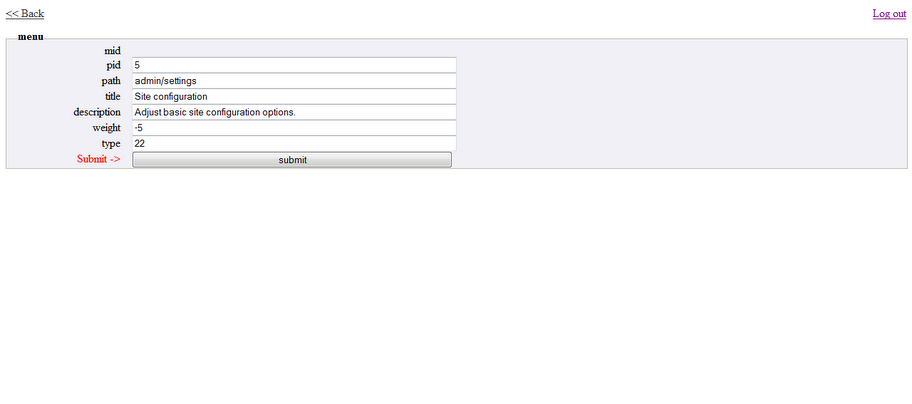 << Back Log out
menu
mid
pid 5
path admin/settings
title Site configuration
description Adjust basic site configuration options.
weight -5
type 22
Submit -> submit